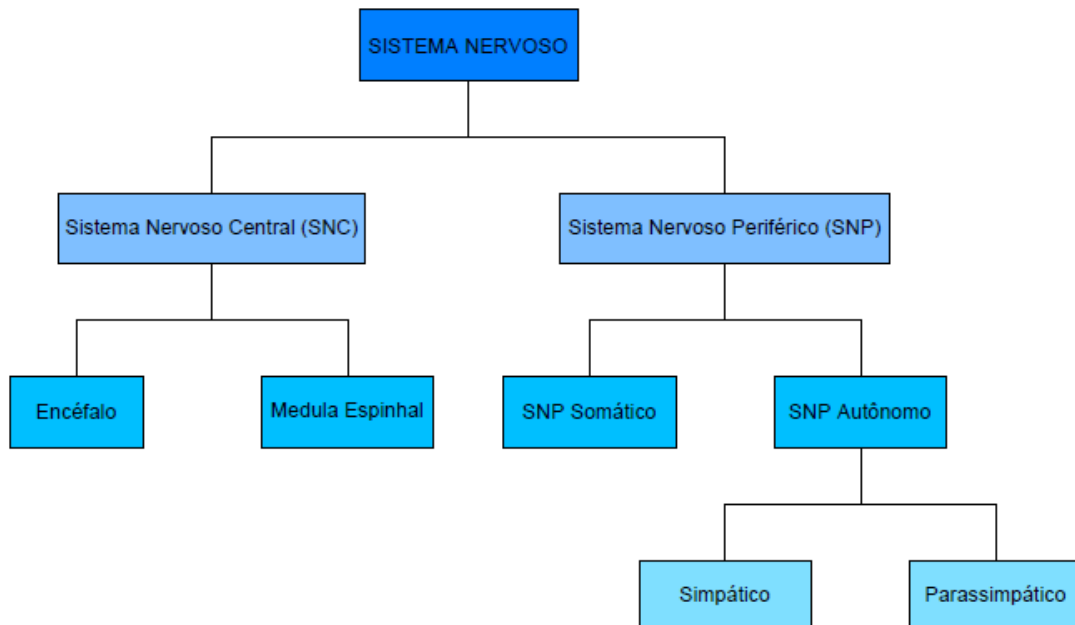 SISTEMA NERVOSO
Sistema Nervoso Central (SNC)
Sistema Nervoso Periférico (SNP)
Encéfalo
Medula Espinhal
SNP Somático
SNP Autônomo
Simpático
Parassimpático